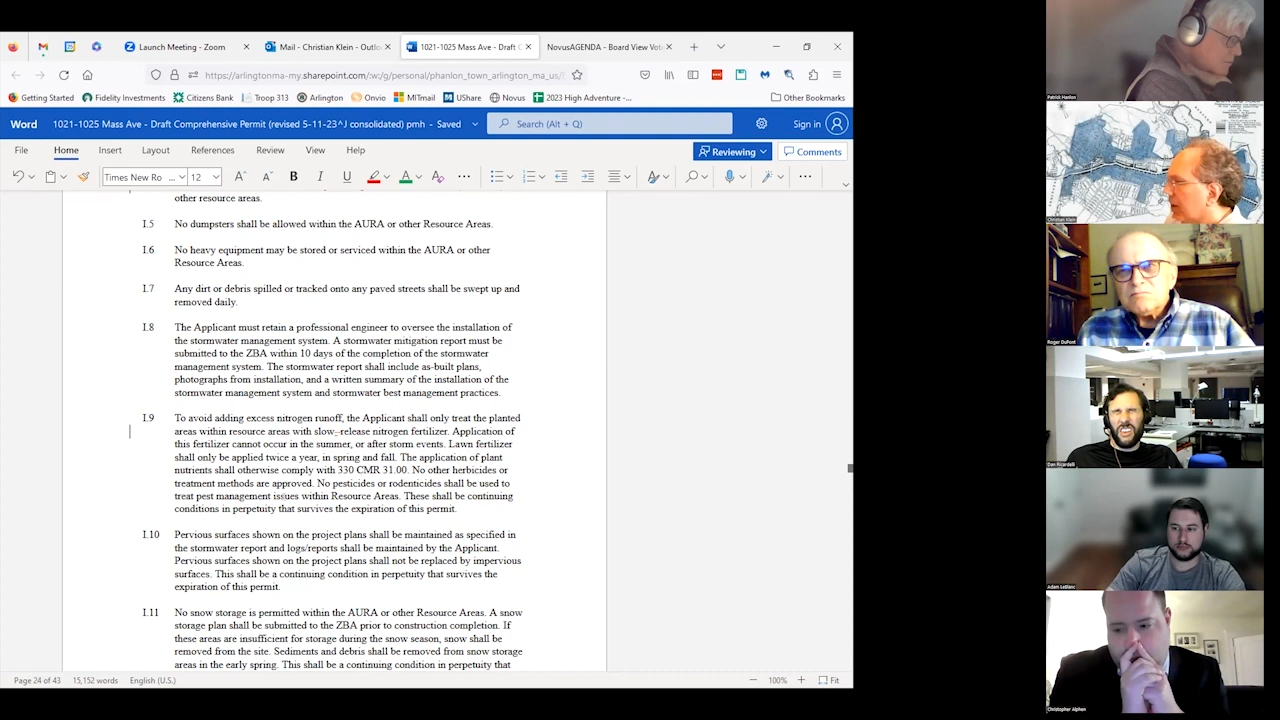 Launch Meeting - Zoom
Mail - Christian Klein - Outlo
1021-1025 Mass Ave - Draft C
NovusAGENDA - Board View Vot
https://arlingtonma-my.sharepoint.com/:w:/g/personal/phanlon_town_arlington_ma_us/
Getting Started
Fidelity Investments
Citizens Bank
Troop 313
Arlington
Onvio
MITmail
UShare
Novus
2023 High Adventure -...
Other Bookmarks
Word
1021-1025 Mass Ave - Draft Comprehensive Permit (revised 5-11-23^J consolidated) pmh - Saved
Search (Alt + Q)
Sign in
File
Home
Insert
Layout
References
Review
View
Help
Reviewing
Comments
Times New Ro ...
12
B
I
U
other resource areas.
I.5 No dumpsters shall be allowed within the AURA or other Resource Areas.
I.6 No heavy equipment may be stored or serviced within the AURA or other
Resource Areas.
I.7 Any dirt or debris spilled or tracked onto any paved streets shall be swept up and
removed daily.
I.8 The Applicant must retain a professional engineer to oversee the installation of
the stormwater management system. A stormwater mitigation report must be
submitted to the ZBA within 10 days of the completion of the stormwater
management system. The stormwater report shall include as-built plans,
photographs from installation, and a written summary of the installation of the
stormwater management system and stormwater best management practices.
I.9 To avoid adding excess nitrogen runoff, the Applicant shall only treat the planted
areas within resource areas with slow-release nitrogen fertilizer. Application of
this fertilizer cannot occur in the summer, or after storm events. Lawn fertilizer
shall only be applied twice a year, in spring and fall. The application of plant
nutrients shall otherwise comply with 330 CMR 31.00. No other herbicides or
treatment methods are approved. No pesticides or rodenticides shall be used to
treat pest management issues within Resource Areas. These shall be continuing
conditions in perpetuity that survives the expiration of this permit.
I.10 Pervious surfaces shown on the project plans shall be maintained as specified in
the stormwater report and logs/reports shall be maintained by the Applicant.
Pervious surfaces shown on the project plans shall not be replaced by impervious
surfaces. This shall be a continuing condition in perpetuity that survives the
expiration of this permit.
I.11 No snow storage is permitted within the AURA or other Resource Areas. A snow
storage plan shall be submitted to the ZBA prior to construction completion. If
these areas are insufficient for storage during the snow season, snow shall be
removed from the site. Sediments and debris shall be removed from snow storage
areas in the early spring. This shall be a continuing condition in perpetuity that
Page 24 of 43
15,152 words
English (U.S.)
100%
Fit
Patrick Hanlon
Christian Klein
Roger DuPont
Dan Ricardelli
Adam LeBlanc
Christopher Alphen